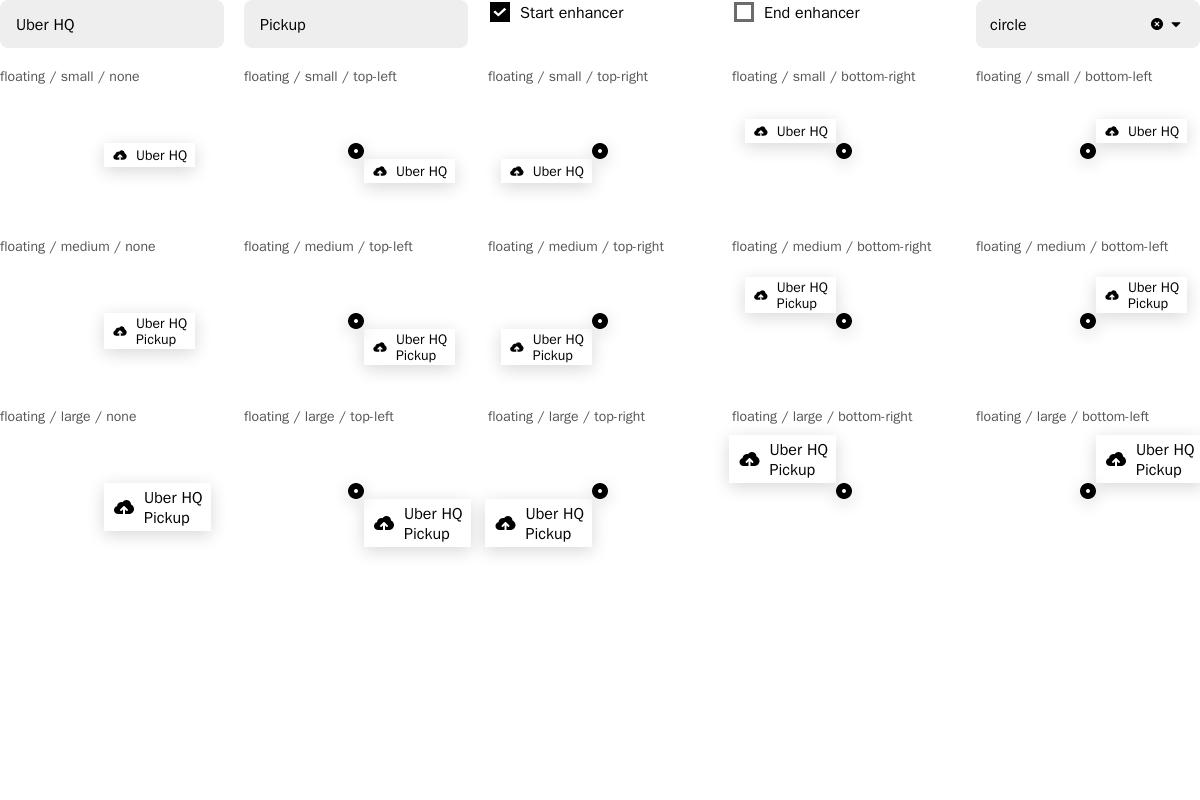 Uber HQ
Pickup
Start enhancer
End enhancer
circle
floating / small / none
floating / small / top-left
floating / small / top-right
floating / small / bottom-right
floating / small / bottom-left
Uber HQ
Uber HQ
Uber HQ
Uber HQ
Uber HQ
floating / medium / none
floating / medium / top-left
floating / medium / top-right
floating / medium / bottom-right
floating / medium / bottom-left
Uber HQ
Pickup
Uber HQ
Pickup
Uber HQ
Pickup
Uber HQ
Pickup
Uber HQ
Pickup
floating / large / none
floating / large / top-left
floating / large / top-right
floating / large / bottom-right
floating / large / bottom-left
Uber HQ
Pickup
Uber HQ
Pickup
Uber HQ
Pickup
Uber HQ
Pickup
Uber HQ
Pickup